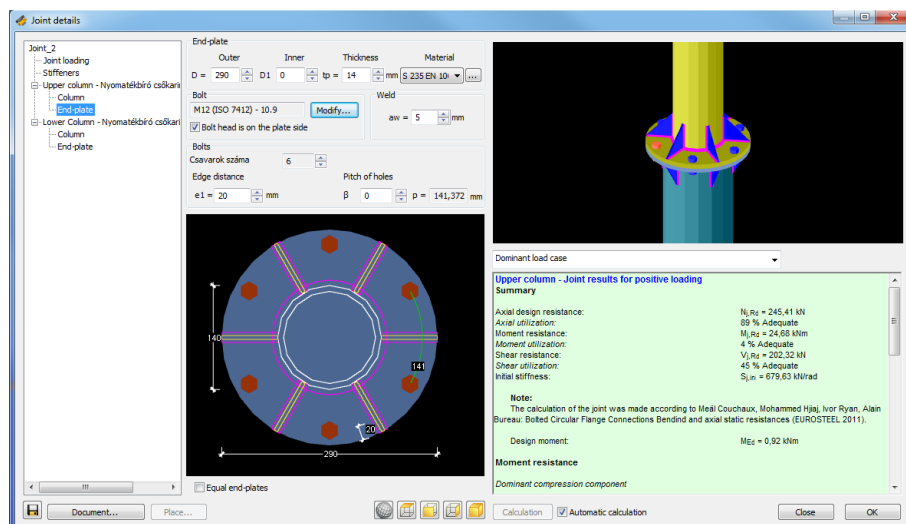 Joint details
Joint_2
Joint loading
Stiffeners
Upper column - Nyomatékbíró csőkari
Column
End-plate
Lower Column - Nyomatékbíró csőkari
Column
End-plate
End-plate
Outer Inner Thickness Material
D = 290 D1 0 tp = 14 mm S 235 EN 10 ...
Bolt
M12 (ISO 7412) - 10.9 Modify...
Bolt head is on the plate side
Weld
aw = 5 mm
Bolts
Csavarok száma 6
Edge distance Pitch of holes
e1 = 20 mm β 0 p = 141,372 mm
140
141
20
290
Equal end-plates
Dominant load case
Upper column - Joint results for positive loading
Summary
Axial design resistance: Nj,Rd = 245,41 kN
Axial utilization: 89 % Adequate
Moment resistance: Mj,Rd = 24,68 kNm
Moment utilization: 4 % Adequate
Shear resistance: Vj,Rd = 202,32 kN
Shear utilization: 45 % Adequate
Initial stiffness: Sj,ini = 679,63 kN/rad
Note:
The calculation of the joint was made according to Meál Couchaux, Mohammed Hjiaj, Ivor Ryan, Alain
Bureau: Bolted Circular Flange Connections Bendind and axial static resistances (EUROSTEEL 2011).
Design moment: MEd = 0,92 kNm
Moment resistance
Dominant compression component
Document... Place... Calculation Automatic calculation Close OK